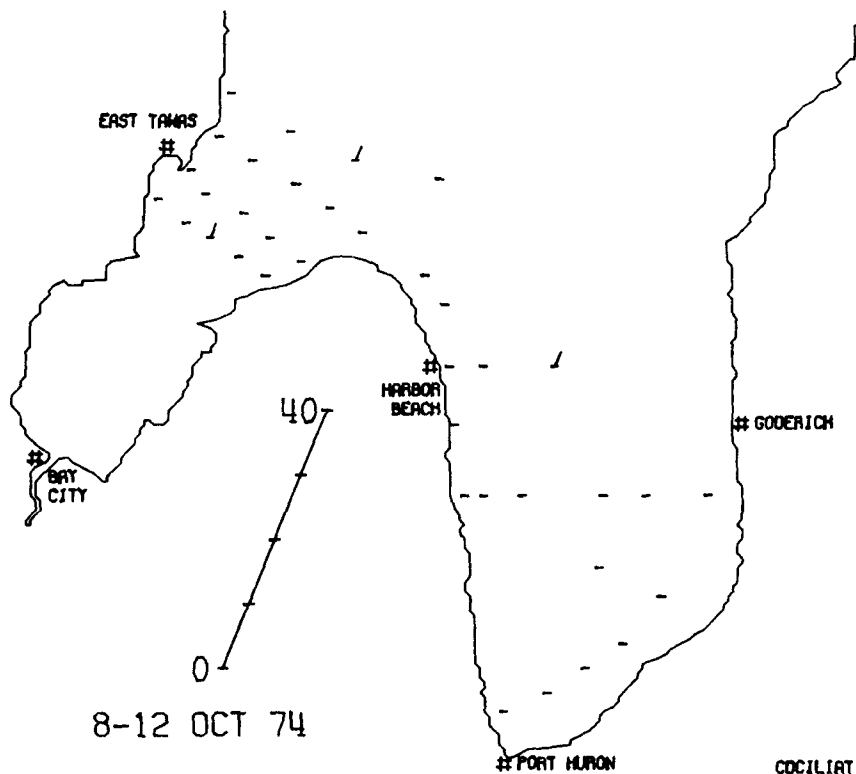 EAST TAWAS
#
40
#
HARBOR
BEACH
# GODERICH
#
BAY
CITY
0
8-12 OCT 74
# PORT HURON
COCILIAT